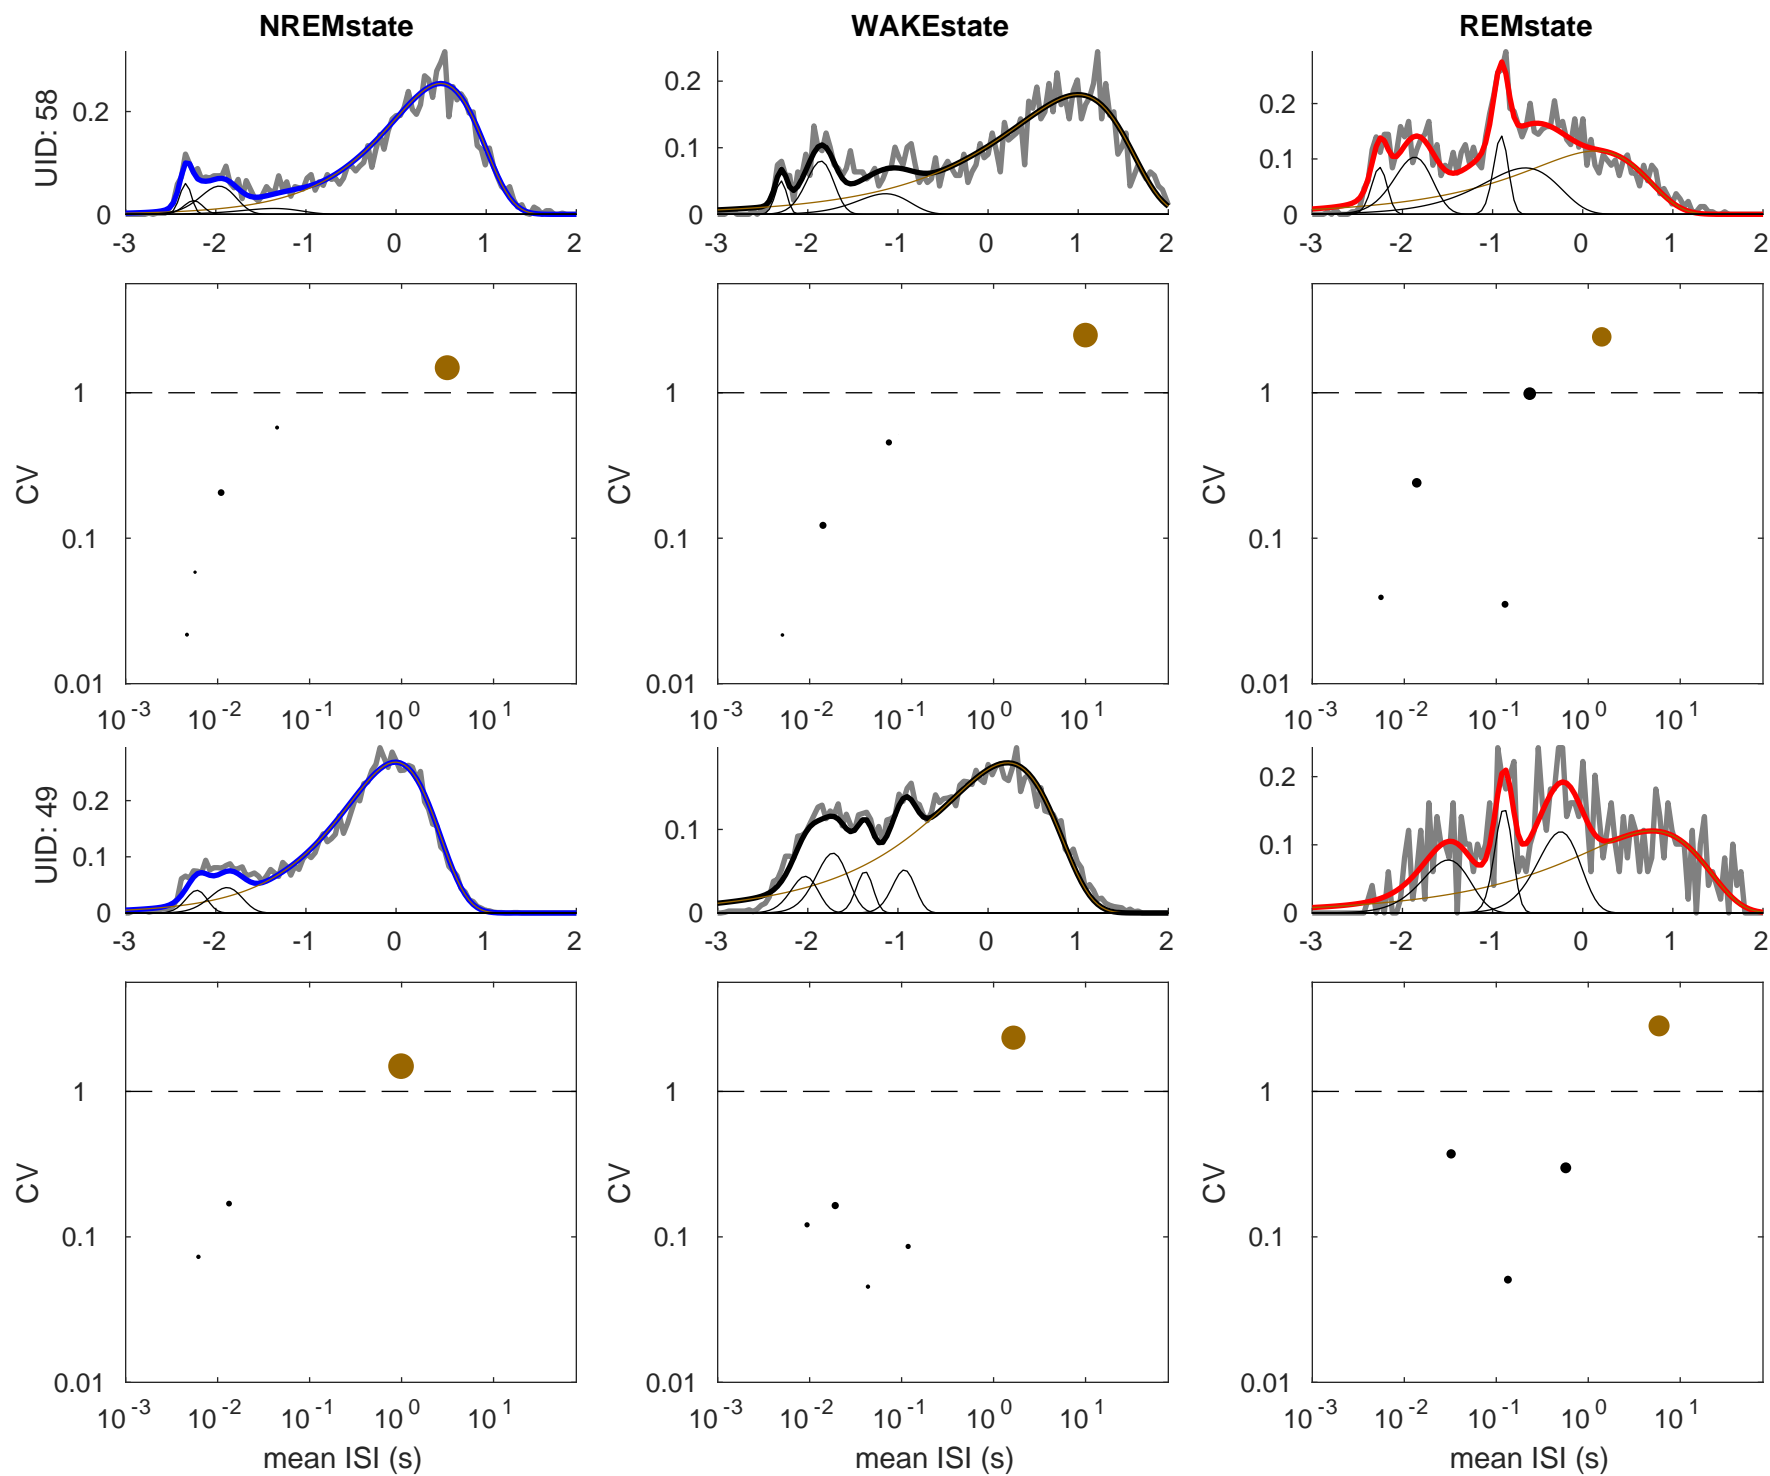 NREMstate WAKEstate REMstate
UID: 58
0.2 0
0.2 0.1 0
0.2 0.1 0
-3 -2 -1 0 1 2
-3 -2 -1 0 1 2
-3 -2 -1 0 1 2
CV 1 0.1 0.01
CV 1 0.1 0.01
CV 1 0.1 0.01
10^-3 10^-2 10^-1 10^0 10^1
10^-3 10^-2 10^-1 10^0 10^1
10^-3 10^-2 10^-1 10^0 10^1
UID: 49
0.2 0.1 0
0.1 0
0.2 0.1 0
-3 -2 -1 0 1 2
-3 -2 -1 0 1 2
-3 -2 -1 0 1 2
CV 1 0.1 0.01
CV 1 0.1 0.01
CV 1 0.1 0.01
10^-3 10^-2 10^-1 10^0 10^1
10^-3 10^-2 10^-1 10^0 10^1
10^-3 10^-2 10^-1 10^0 10^1
mean ISI (s) mean ISI (s) mean ISI (s)